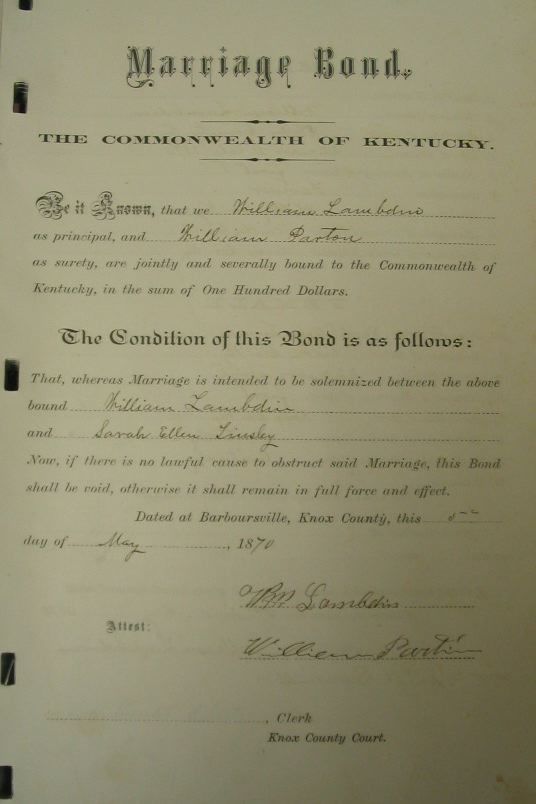 Marriage Bond.
THE COMMONWEALTH OF KENTUCKY.
Be it Known, that we William Lambdin
as principal, and William Parton
as surety, are jointly and severally bound to the Commonwealth of
Kentucky, in the sum of One Hundred Dollars.
The Condition of this Bond is as follows:
That, whereas Marriage is intended to be solemnized between the above
bound William Lambdin
and Sarah Ellen Linsley
Now, if there is no lawful cause to obstruct said Marriage, this Bond
shall be void, otherwise it shall remain in full force and effect.
Dated at Barboursville, Knox County, this
day of May, 1870
Wm Lambdin
Attest:
William Partin
, Clerk
Knox County Court.